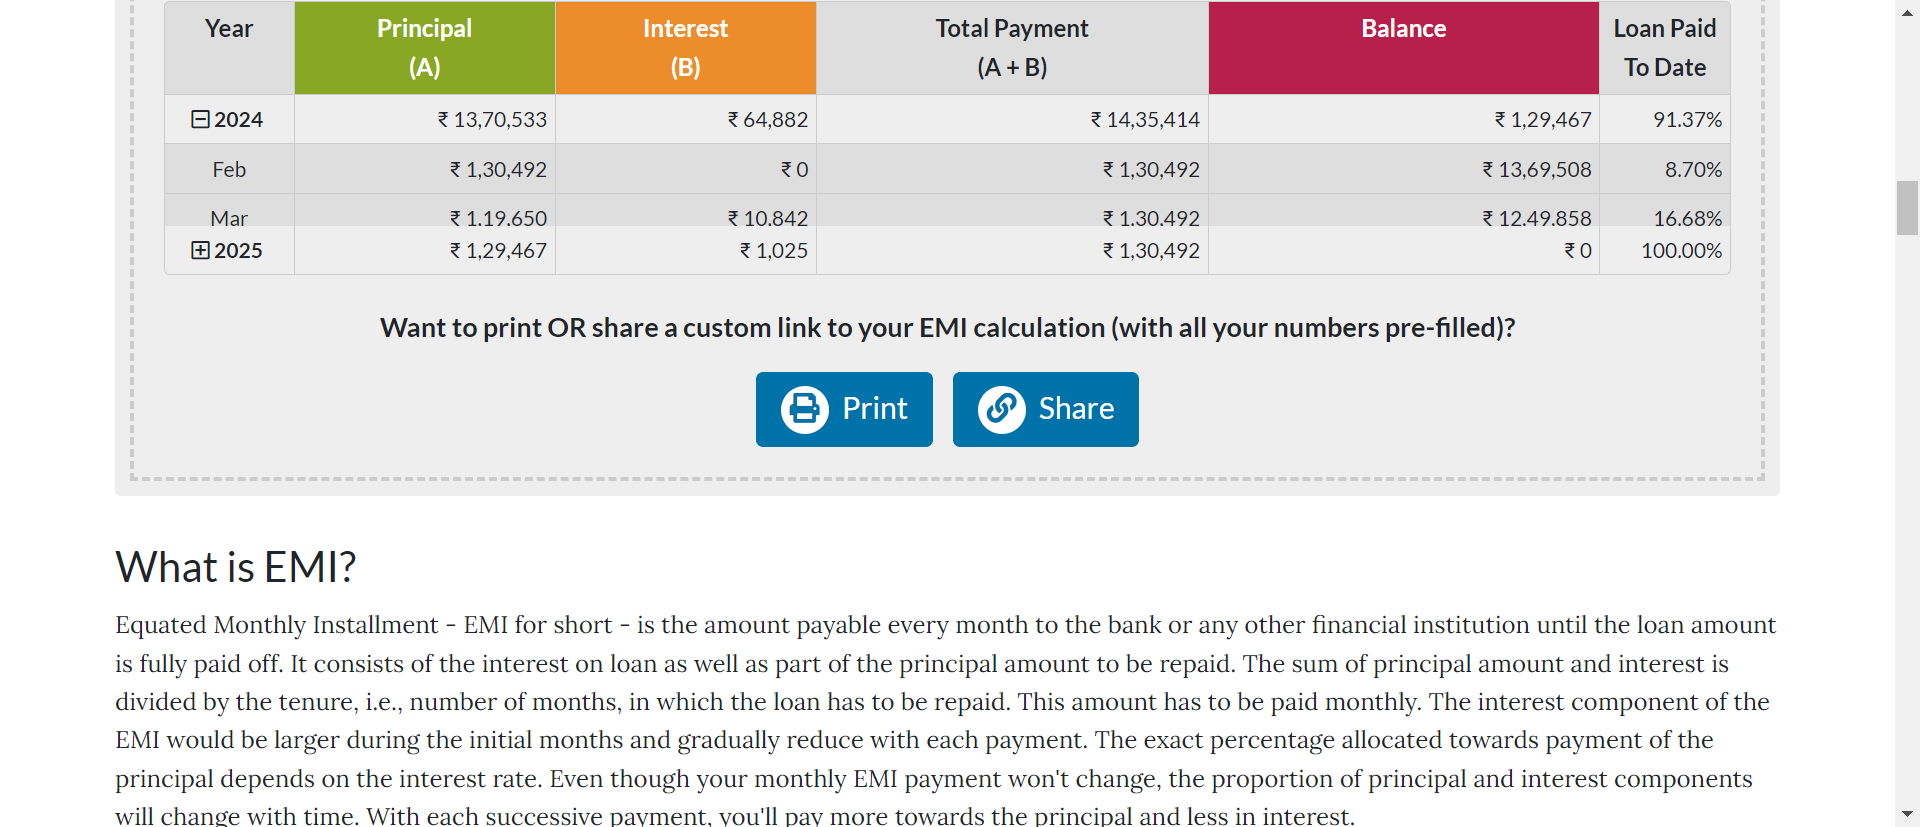 Year Principal (A) Interest (B) Total Payment (A + B) Balance Loan Paid To Date
2024 ₹ 13,70,533 ₹ 64,882 ₹ 14,35,414 ₹ 1,29,467 91.37%
Feb ₹ 1,30,492 ₹ 0 ₹ 1,30,492 ₹ 13,69,508 8.70%
Mar ₹ 1,19,650 ₹ 10,842 ₹ 1,30,492 ₹ 12,49,858 16.68%
2025 ₹ 1,29,467 ₹ 1,025 ₹ 1,30,492 ₹ 0 100.00%
Want to print OR share a custom link to your EMI calculation (with all your numbers pre-filled)?
Print Share
What is EMI?
Equated Monthly Installment - EMI for short - is the amount payable every month to the bank or any other financial institution until the loan amount
is fully paid off. It consists of the interest on loan as well as part of the principal amount to be repaid. The sum of principal amount and interest is
divided by the tenure, i.e., number of months, in which the loan has to be repaid. This amount has to be paid monthly. The interest component of the
EMI would be larger during the initial months and gradually reduce with each payment. The exact percentage allocated towards payment of the
principal depends on the interest rate. Even though your monthly EMI payment won't change, the proportion of principal and interest components
will change with time. With each successive payment, you'll pay more towards the principal and less in interest.